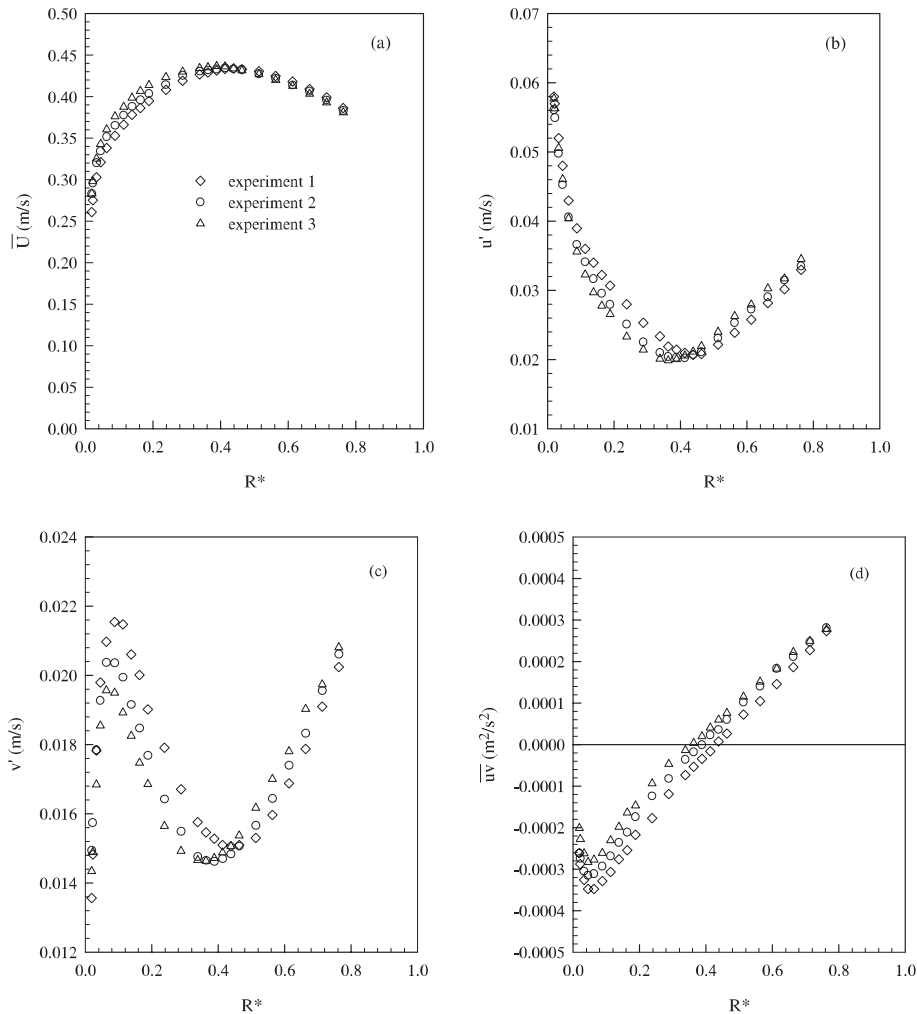 (a)
0.50
0.45
0.40
0.35
0.30
0.25
0.20
0.15
0.10
0.05
0.00
U (m/s)
experiment 1
experiment 2
experiment 3
0.0 0.2 0.4 0.6 0.8 1.0
R*
(b)
0.07
0.06
0.05
0.04
0.03
0.02
0.01
u' (m/s)
0.0 0.2 0.4 0.6 0.8 1.0
R*
(c)
0.024
0.022
0.020
0.018
0.016
0.014
0.012
v' (m/s)
0.0 0.2 0.4 0.6 0.8 1.0
R*
(d)
0.0005
0.0004
0.0003
0.0002
0.0001
0.0000
-0.0001
-0.0002
-0.0003
-0.0004
-0.0005
uv (m²/s²)
0.0 0.2 0.4 0.6 0.8 1.0
R*